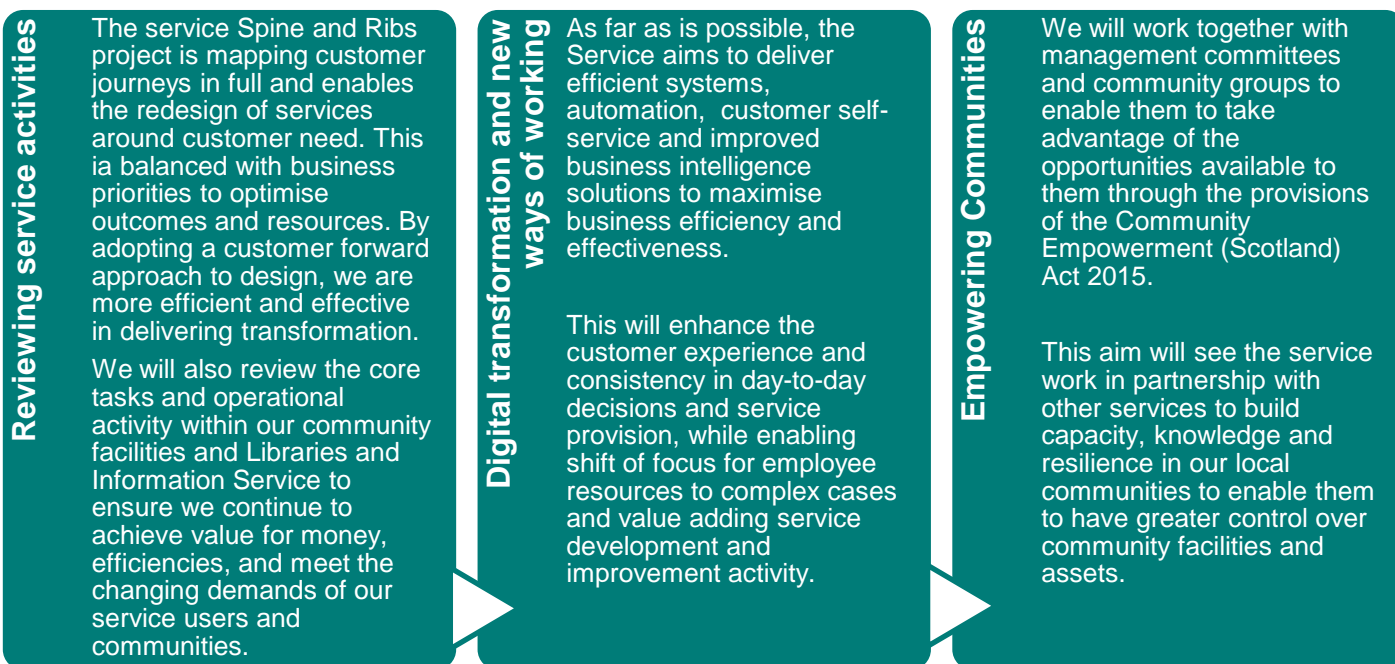 Reviewing service activities
The service Spine and Ribs
project is mapping customer
journeys in full and enables
the redesign of services
around customer need. This
ia balanced with business
priorities to optimise
outcomes and resources. By
adopting a customer forward
approach to design, we are
more efficient and effective
in delivering transformation.
We will also review the core
tasks and operational
activity within our community
facilities and Libraries and
Information Service to
ensure we continue to
achieve value for money,
efficiencies, and meet the
changing demands of our
service users and
communities.
Digital transformation and new
ways of working
As far as is possible, the
Service aims to deliver
efficient systems,
automation,  customer self-
service and improved
business intelligence
solutions to maximise
business efficiency and
effectiveness.
This will enhance the
customer experience and
consistency in day-to-day
decisions and service
provision, while enabling
shift of focus for employee
resources to complex cases
and value adding service
development and
improvement activity.
Empowering Communities
We will work together with
management committees
and community groups to
enable them to take
advantage of the
opportunities available to
them through the provisions
of the Community
Empowerment (Scotland)
Act 2015.
This aim will see the service
work in partnership with
other services to build
capacity, knowledge and
resilience in our local
communities to enable them
to have greater control over
community facilities and
assets.